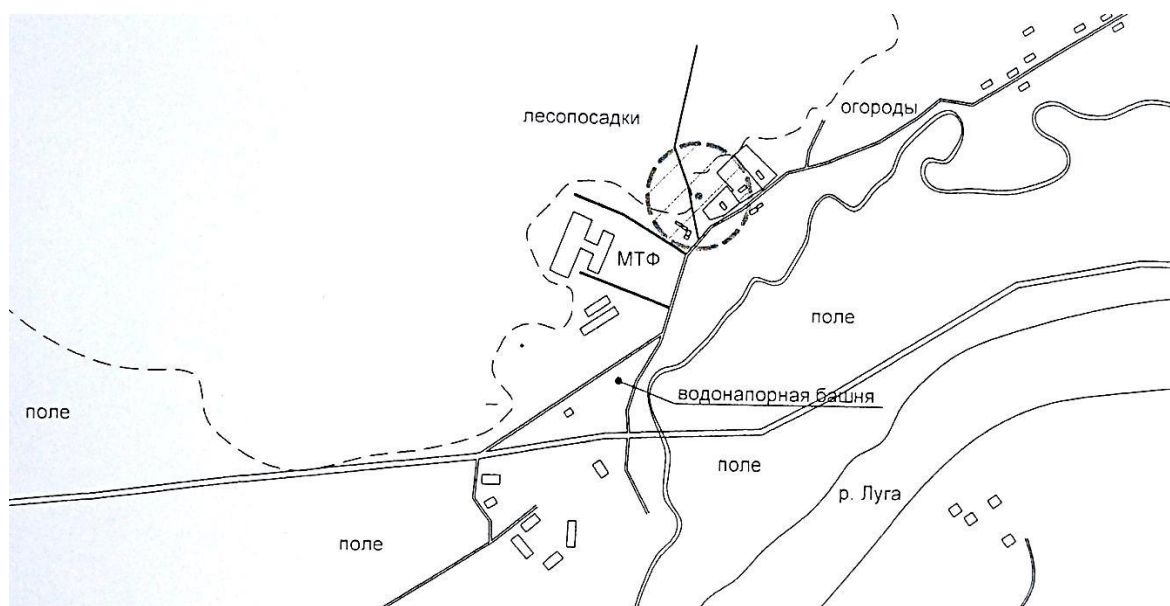 лесопосадки
огороды
МТФ
поле
поле
водонапорная башня
поле
р. Луга
поле